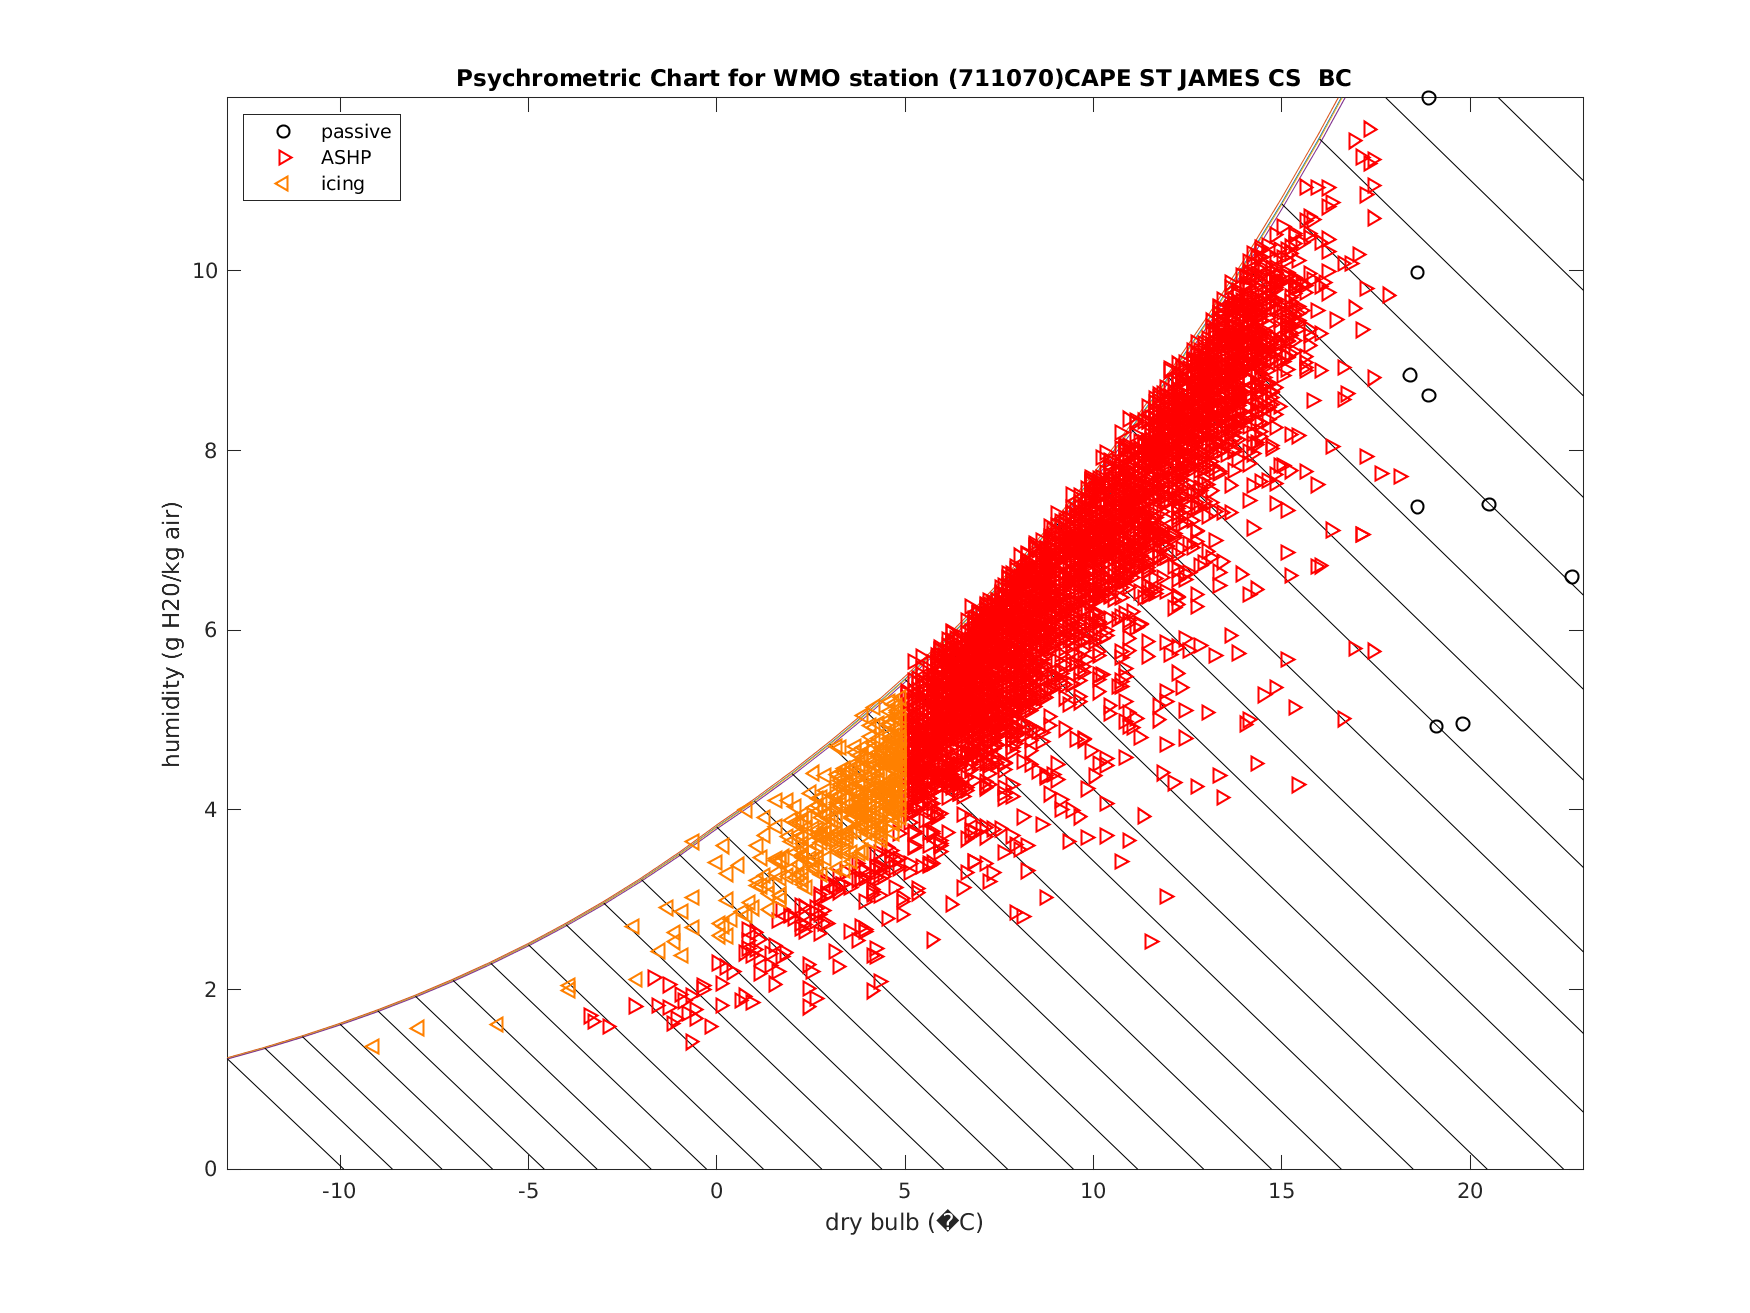 Psychrometric Chart for WMO station (711070)CAPE ST JAMES CS  BC
passive
ASHP
icing
10
8
6
4
2
0
humidity (g H20/kg air)
-10 -5 0 5 10 15 20
dry bulb (�C)